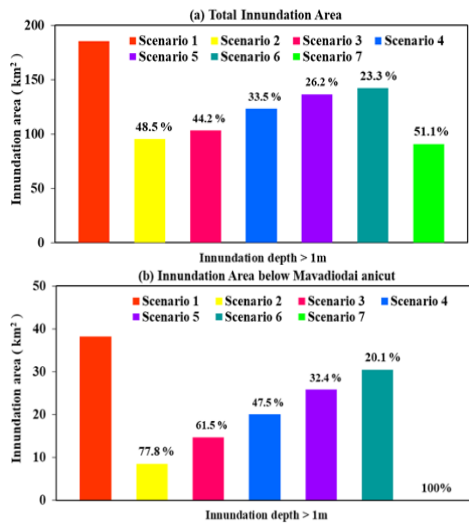 (a) Total Innundation Area
Innundation area ( km²)
200
150
100
50
0
Scenario 1 Scenario 2 Scenario 3 Scenario 4
Scenario 5 Scenario 6 Scenario 7
48.5 % 44.2 % 33.5 % 26.2 % 23.3 % 51.1%
Innundation depth > 1m
(b) Innundation Area below Mavadiodai anicut
Innundation area ( km²)
50
40
30
20
10
0
Scenario 1 Scenario 2 Scenario 3 Scenario 4
Scenario 5 Scenario 6 Scenario 7
77.8 % 61.5 % 47.5 % 32.4 % 20.1 % 100%
Innundation depth > 1m